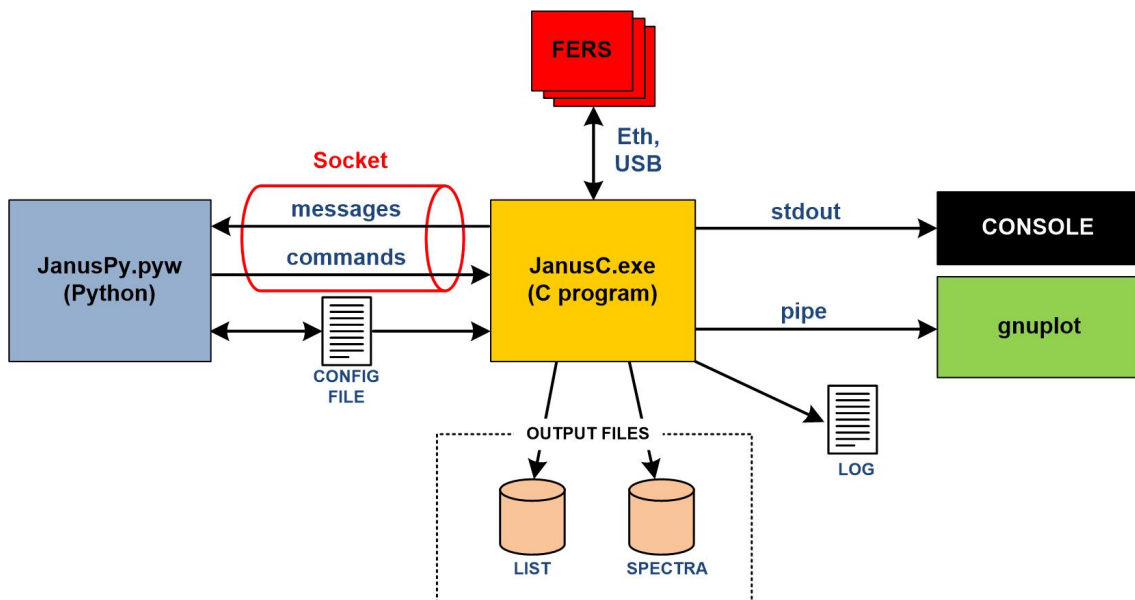 FERS
Eth,
USB
Socket
messages
commands
JanusPy.pyw
(Python)
JanusC.exe
(C program)
stdout
CONSOLE
pipe
gnuplot
CONFIG
FILE
OUTPUT FILES
LOG
LIST
SPECTRA